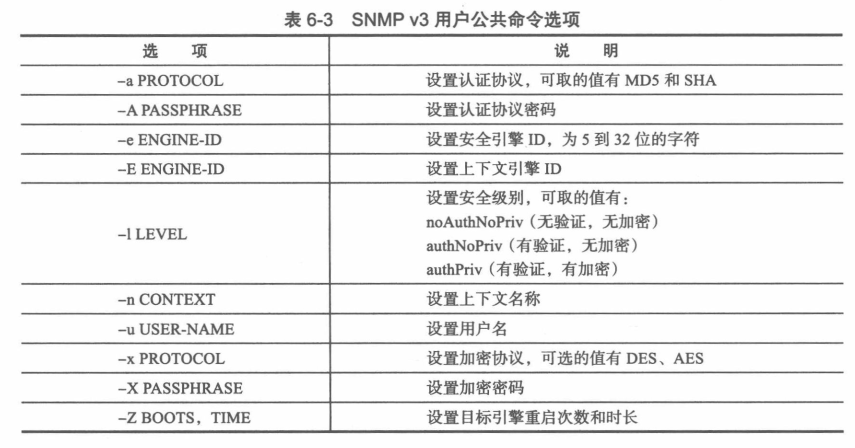 表 6-3 SNMP v3 用户公共命令选项
选 项 说 明
–a PROTOCOL 设置认证协议，可取的值有 MD5 和 SHA
–A PASSPHRASE 设置认证协议密码
–e ENGINE-ID 设置安全引擎 ID，为 5 到 32 位的字符
–E ENGINE-ID 设置上下文引擎 ID
–l LEVEL 设置安全级别，可取的值有：
noAuthNoPriv（无验证，无加密）
authNoPriv（有验证，无加密）
authPriv（有验证，有加密）
–n CONTEXT 设置上下文名称
–u USER-NAME 设置用户名
–x PROTOCOL 设置加密协议，可选的值有 DES、AES
–X PASSPHRASE 设置加密密码
–Z BOOTS，TIME 设置目标引擎重启次数和时长